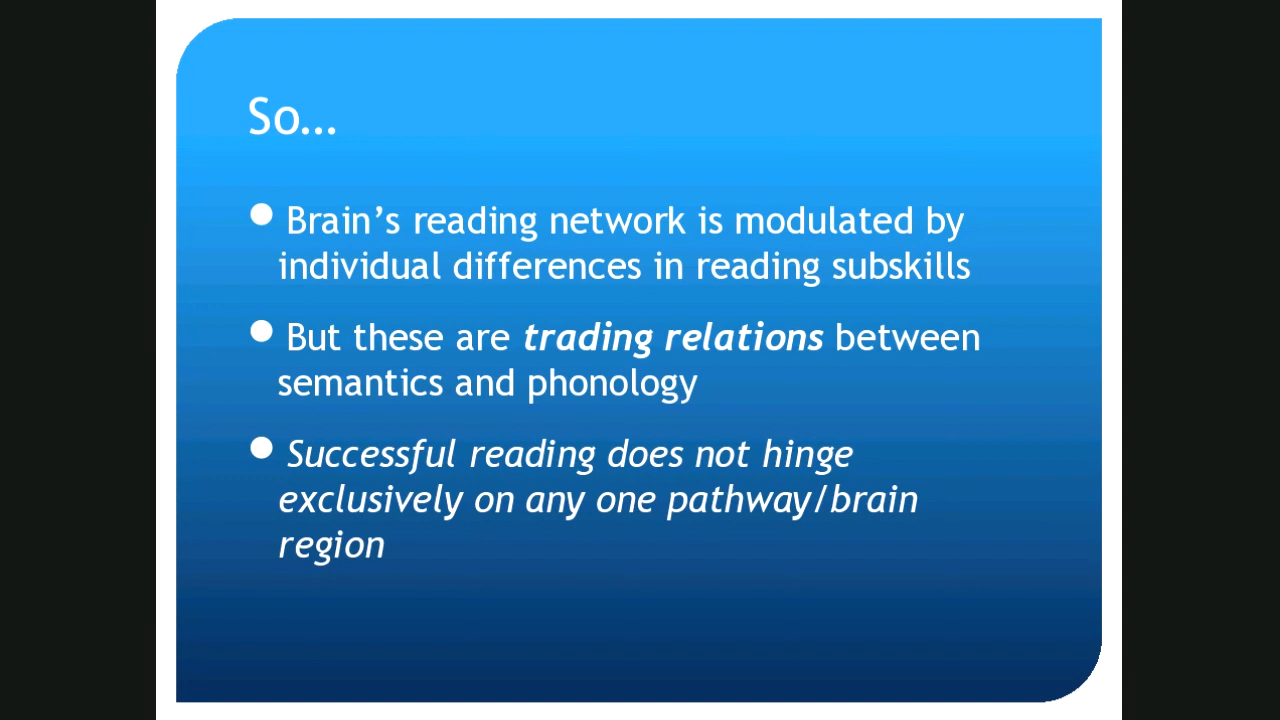 So…
Brain’s reading network is modulated by
individual differences in reading subskills
But these are trading relations between
semantics and phonology
Successful reading does not hinge
exclusively on any one pathway/brain
region